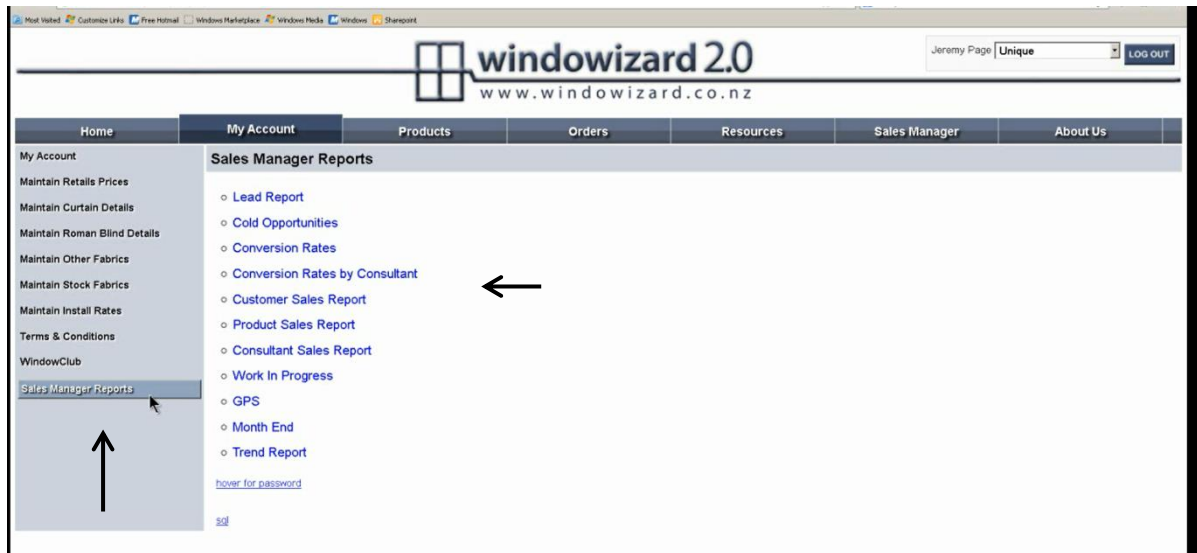 Most Visited Customize Links Free Hotmail Windows Marketplace Windows Media Windows Sharepoint
windowizard 2.0
www.windowizard.co.nz
Jeremy Page Unique LOG OUT
Home My Account Products Orders Resources Sales Manager About Us
My Account
Maintain Retails Prices
Maintain Curtain Details
Maintain Roman Blind Details
Maintain Other Fabrics
Maintain Stock Fabrics
Maintain Install Rates
Terms & Conditions
WindowClub
Sales Manager Reports
Sales Manager Reports
Lead Report
Cold Opportunities
Conversion Rates
Conversion Rates by Consultant
Customer Sales Report
Product Sales Report
Consultant Sales Report
Work In Progress
GPS
Month End
Trend Report
hover for password
sql